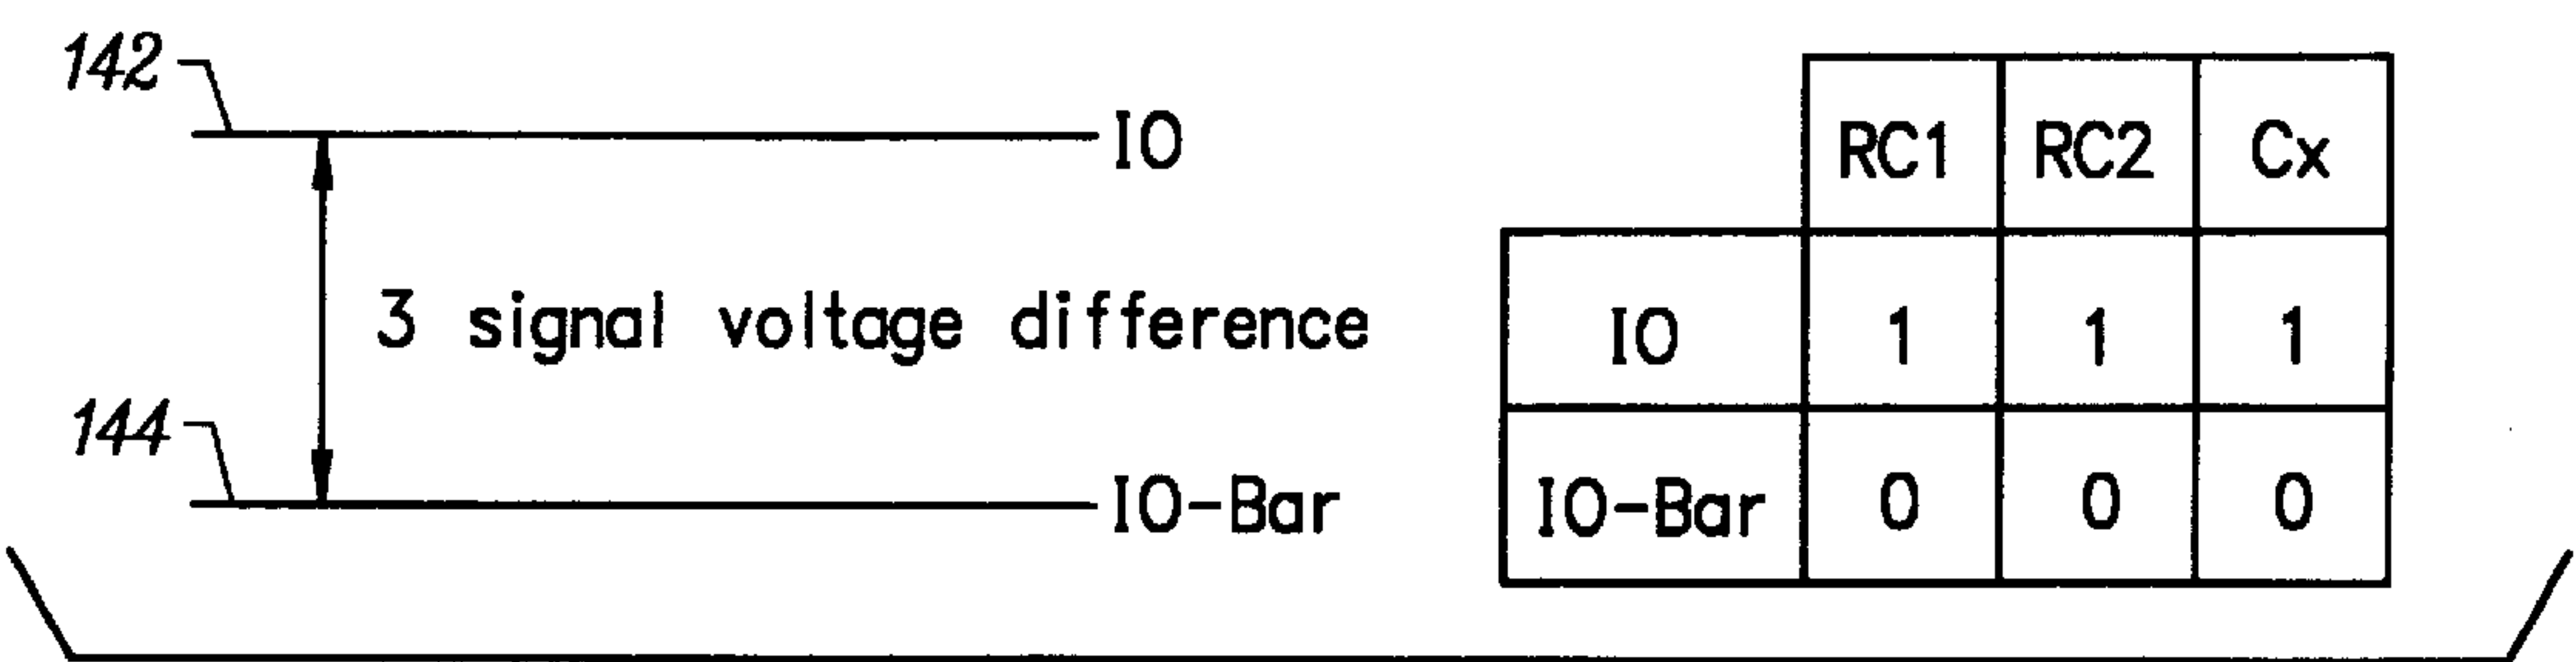 142
IO
3 signal voltage difference
144
IO-Bar
RC1 RC2 Cx
IO 1 1 1
IO-Bar 0 0 0